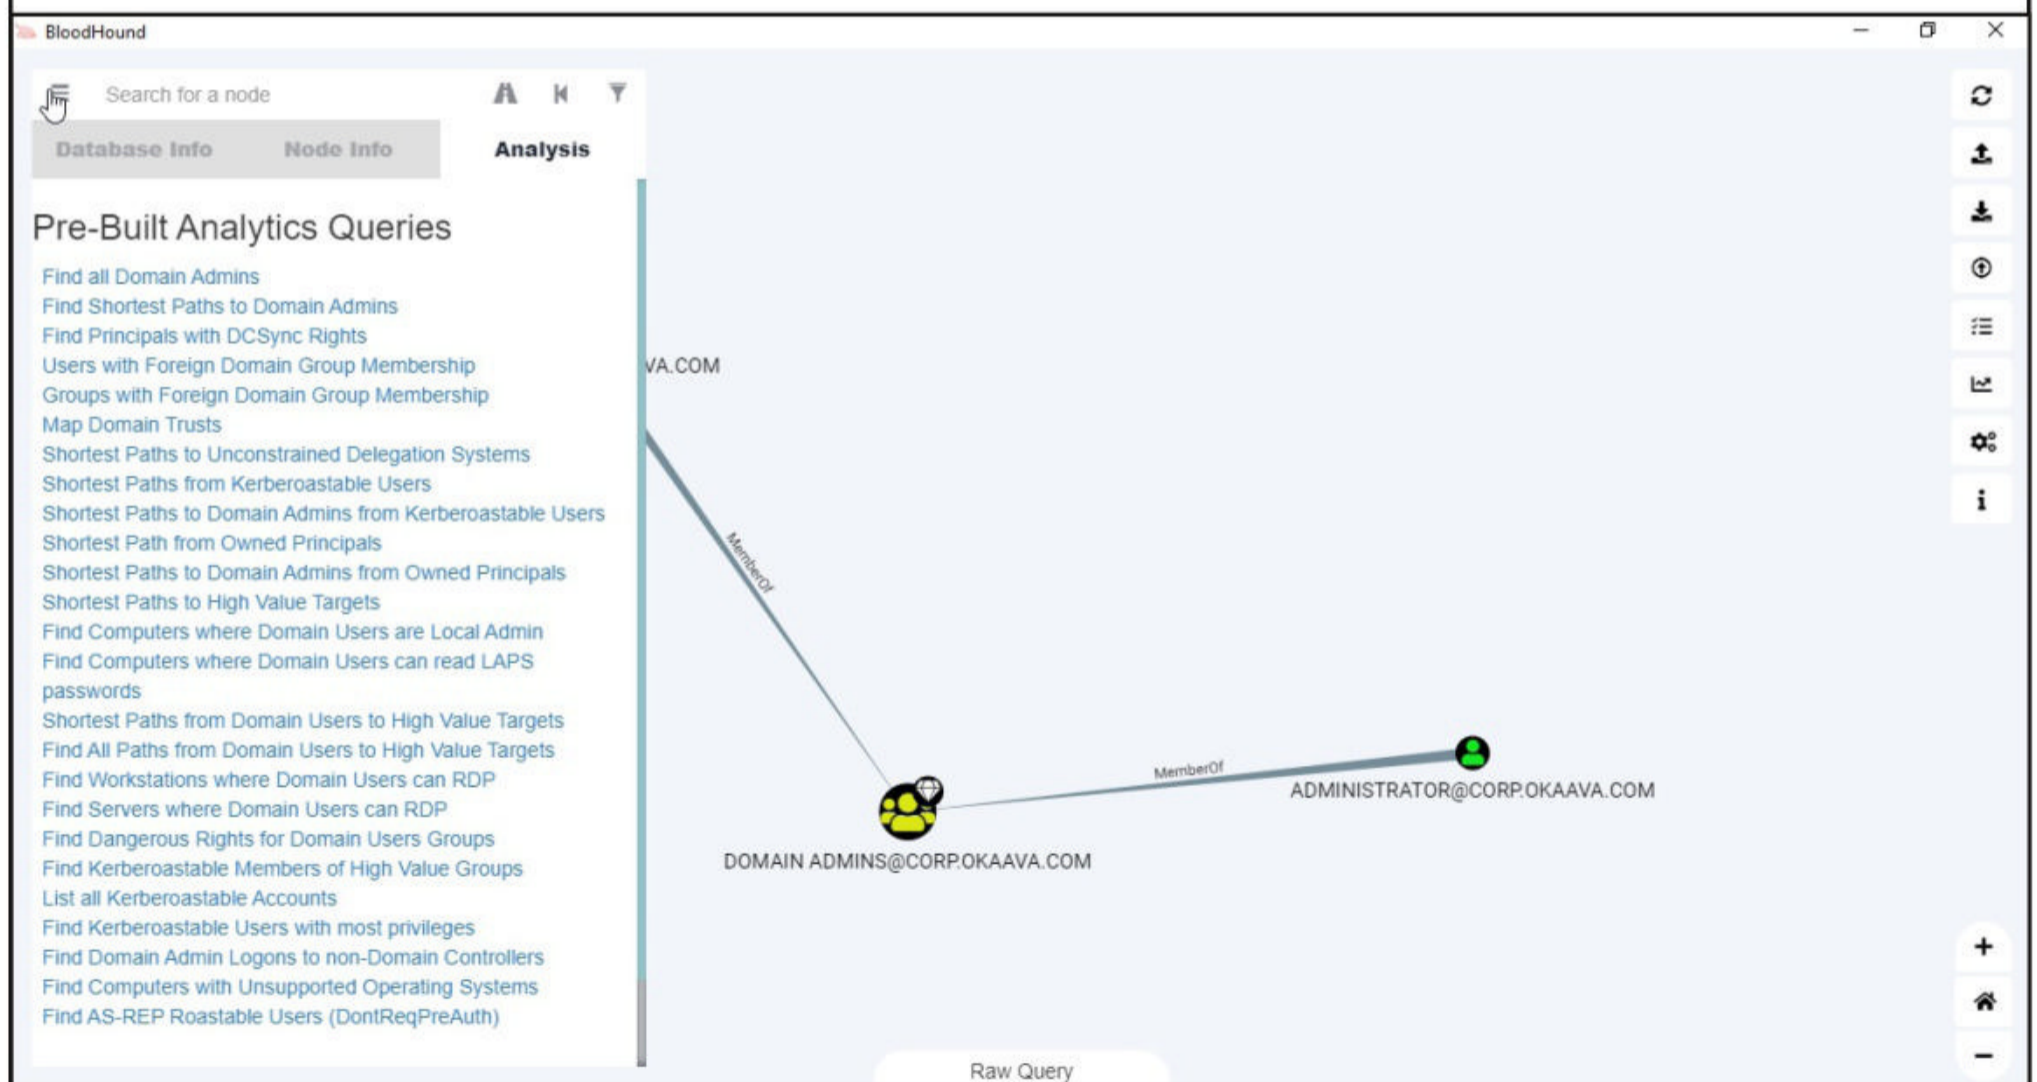 BloodHound
Search for a node
Database Info
Node Info
Analysis
Pre-Built Analytics Queries
Find all Domain Admins
Find Shortest Paths to Domain Admins
Find Principals with DCSync Rights
Users with Foreign Domain Group Membership
Groups with Foreign Domain Group Membership
Map Domain Trusts
Shortest Paths to Unconstrained Delegation Systems
Shortest Paths from Kerberoastable Users
Shortest Paths to Domain Admins from Kerberoastable Users
Shortest Path from Owned Principals
Shortest Paths to Domain Admins from Owned Principals
Shortest Paths to High Value Targets
Find Computers where Domain Users are Local Admin
Find Computers where Domain Users can read LAPS
passwords
Shortest Paths from Domain Users to High Value Targets
Find All Paths from Domain Users to High Value Targets
Find Workstations where Domain Users can RDP
Find Servers where Domain Users can RDP
Find Dangerous Rights for Domain Users Groups
Find Kerberoastable Members of High Value Groups
List all Kerberoastable Accounts
Find Kerberoastable Users with most privileges
Find Domain Admin Logons to non-Domain Controllers
Find Computers with Unsupported Operating Systems
Find AS-REP Roastable Users (DontReqPreAuth)
VA.COM
MemberOf
MemberOf
ADMINISTRATOR@CORP.OKAAVA.COM
DOMAIN ADMINS@CORP.OKAAVA.COM
Raw Query